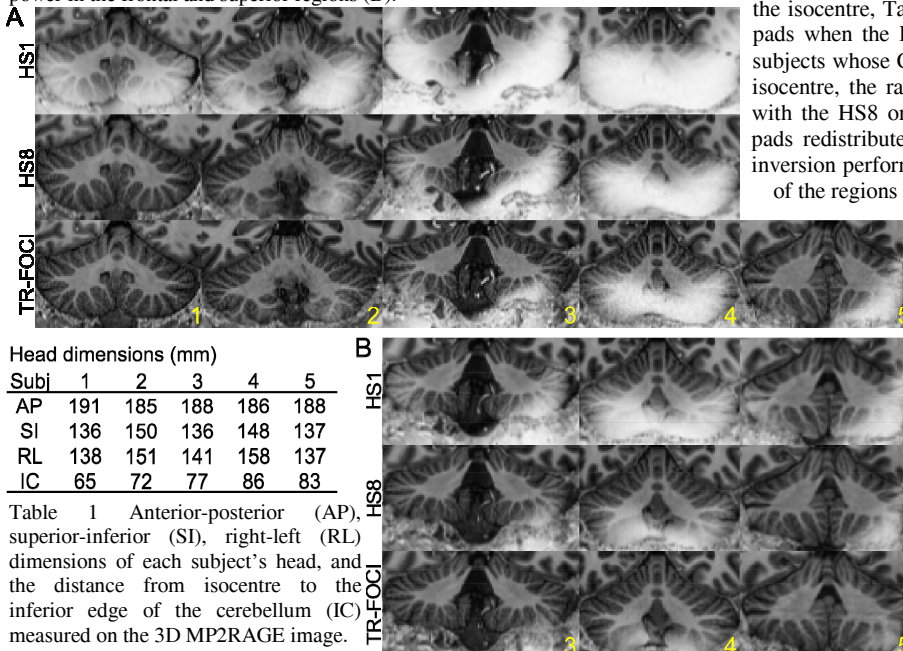 power in the frontal and superior regions (B).
A
HS1
HS8
TR-FOCI
1
2
3
4
5
the isocentre, Ta
pads when the
subjects whose C
isocentre, the ra
with the HS8 or
pads redistribute
inversion perform
of the regions
Head dimensions (mm)
Subj 1 2 3 4 5
AP 191 185 188 186 188
SI 136 150 136 148 137
RL 138 151 141 158 137
IC 65 72 77 86 83
Table 1 Anterior-posterior (AP),
superior-inferior (SI), right-left (RL)
dimensions of each subject's head, and
the distance from isocentre to the
inferior edge of the cerebellum (IC)
measured on the 3D MP2RAGE image.
B
HS1
HS8
TR-FOCI
3
4
5